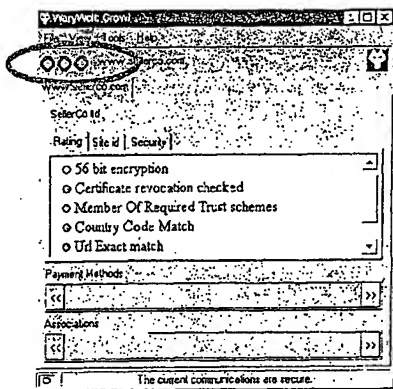 WaryWolf: Growl
File View Tools Help
www.sellerco.com
www.sellerco.com
SellerCo ltd
Rating Site id Security
56 bit encryption
Certificate revocation checked
Member Of Required Trust schemes
Country Code Match
Url Exact match
Payment Methods
<< >>
Associations
<< >>
The current communications are secure.